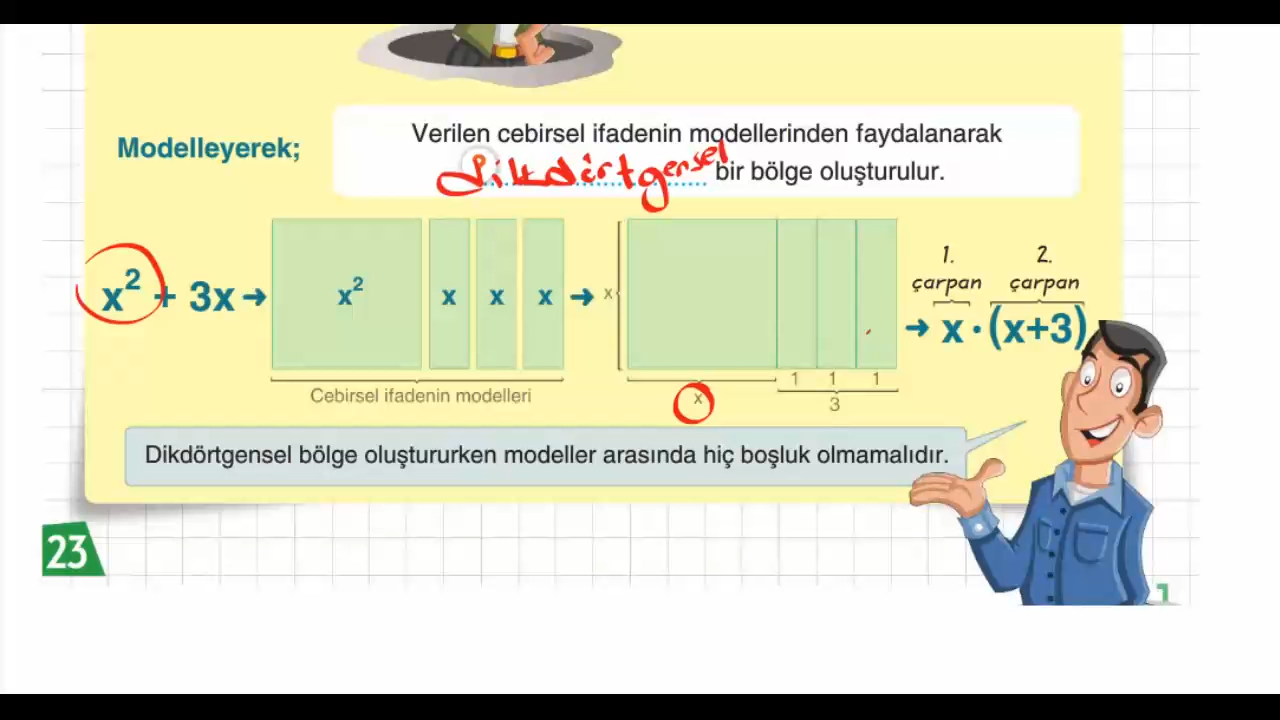 Modelleyerek;
Verilen cebirsel ifadenin modellerinden faydalanarak
Dikdörtgensel bir bölge oluşturulur.
x² + 3x → x² x x x → x → x · (x+3)
1. çarpan 2. çarpan
1 1 1
x 3
Cebirsel ifadenin modelleri
Dikdörtgensel bölge oluştururken modeller arasında hiç boşluk olmamalıdır.
23
1